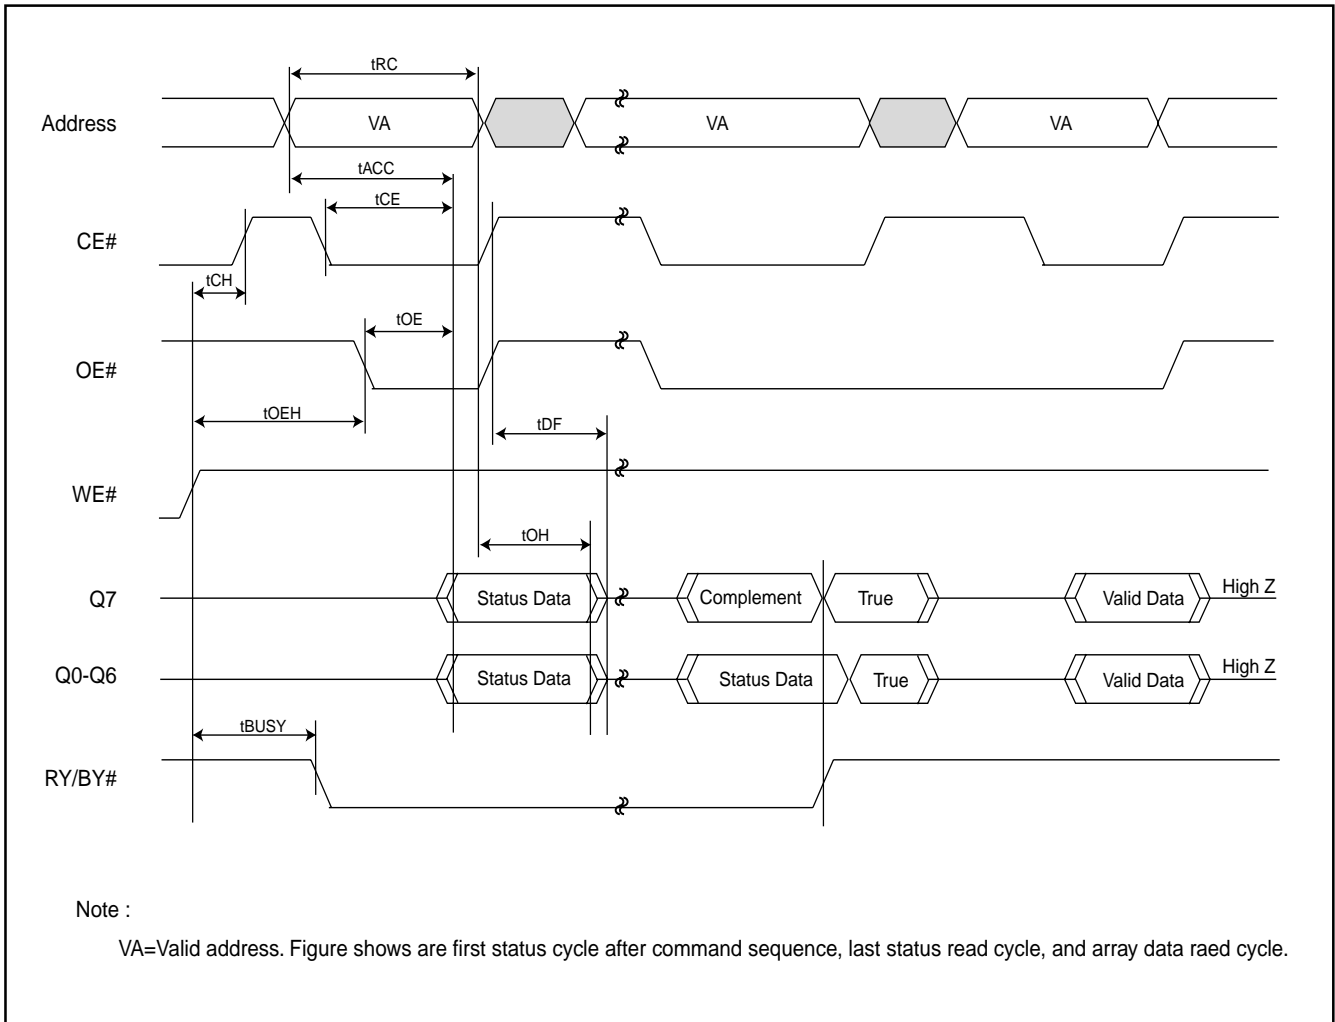 tRC
Address
VA
VA
VA
tACC
tCE
CE#
tCH
tOE
OE#
tOEH
tDF
WE#
tOH
Q7
Status Data
Complement
True
Valid Data
High Z
Q0-Q6
Status Data
Status Data
True
Valid Data
High Z
tBUSY
RY/BY#
Note :
VA=Valid address. Figure shows are first status cycle after command sequence, last status read cycle, and array data raed cycle.